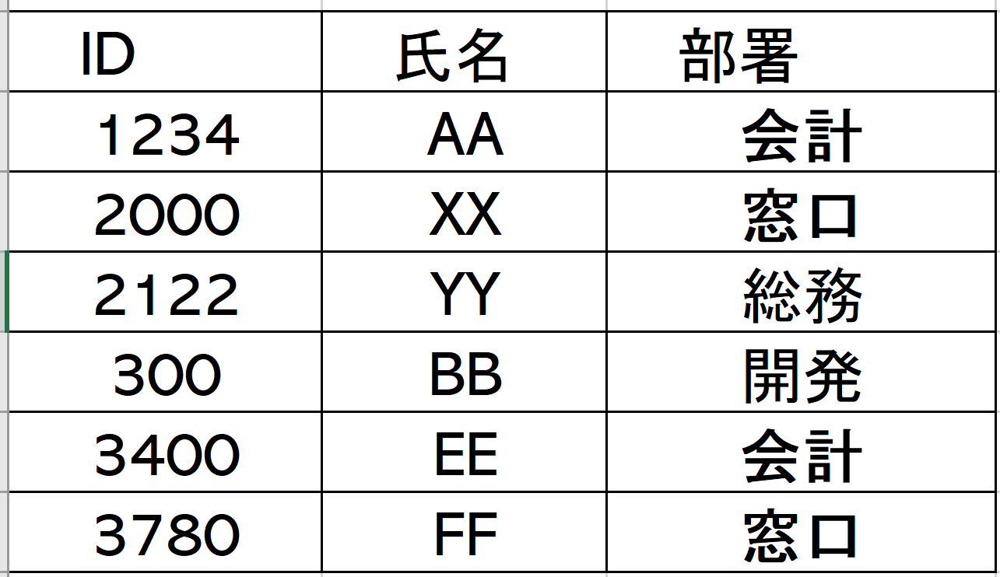 ID 氏名 部署
1234 AA 会計
2000 XX 窓口
2122 YY 総務
300 BB 開発
3400 EE 会計
3780 FF 窓口